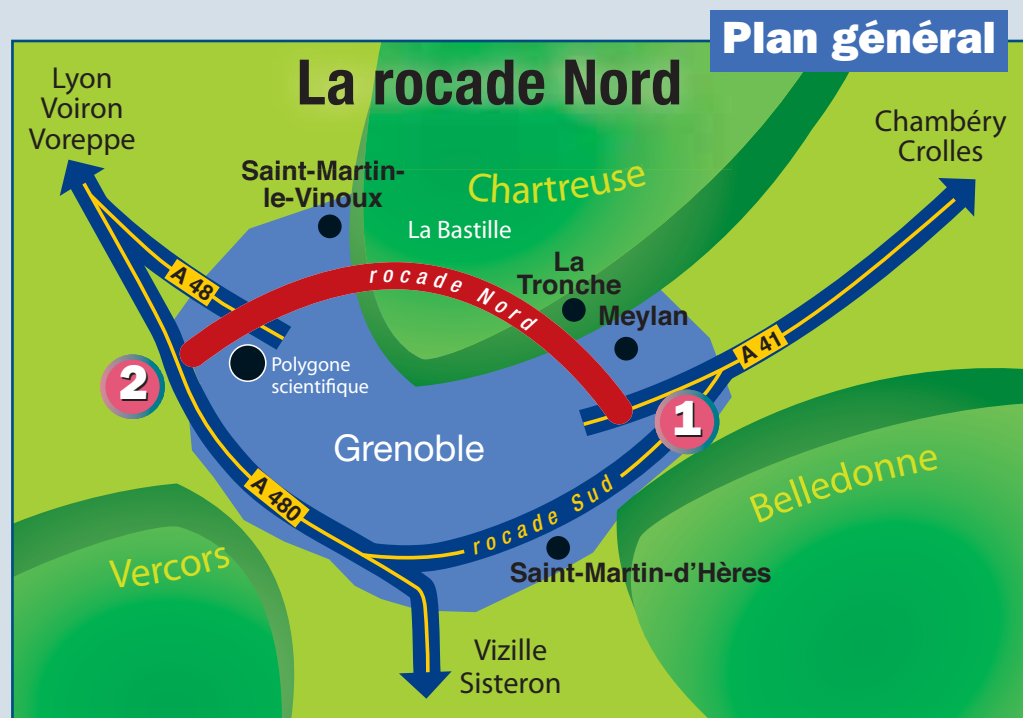 Plan général
La rocade Nord
Lyon
Voiron
Voreppe
Chambéry
Crolles
Saint-Martin-
le-Vinoux
Chartreuse
La Bastille
A 48
rocade Nord
La
Tronche
Meylan
A 41
2
Polygone
scientifique
1
Grenoble
A 480
rocade Sud
Belledonne
Vercors
Saint-Martin-d'Hères
Vizille
Sisteron